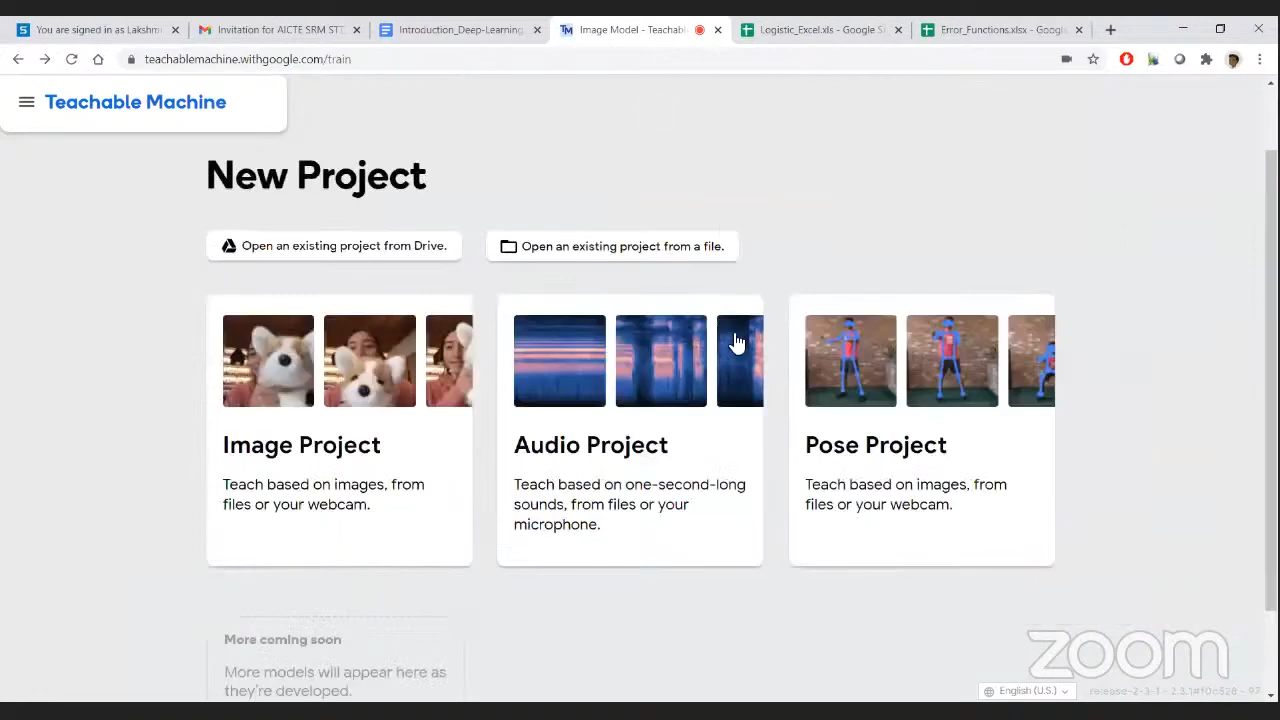 You are signed in as Lakshm
Invitation for AICTE SRM STT
Introduction_Deep-Learning
Image Model - Teachabl
Logistic_Excel.xls - Google S
Error_Functions.xlsx - Googl
teachablemachine.withgoogle.com/train
Teachable Machine
New Project
Open an existing project from Drive.
Open an existing project from a file.
Image Project
Teach based on images, from
files or your webcam.
Audio Project
Teach based on one-second-long
sounds, from files or your
microphone.
Pose Project
Teach based on images, from
files or your webcam.
More coming soon
More models will appear here as
they're developed.
zoom
English (U.S.)